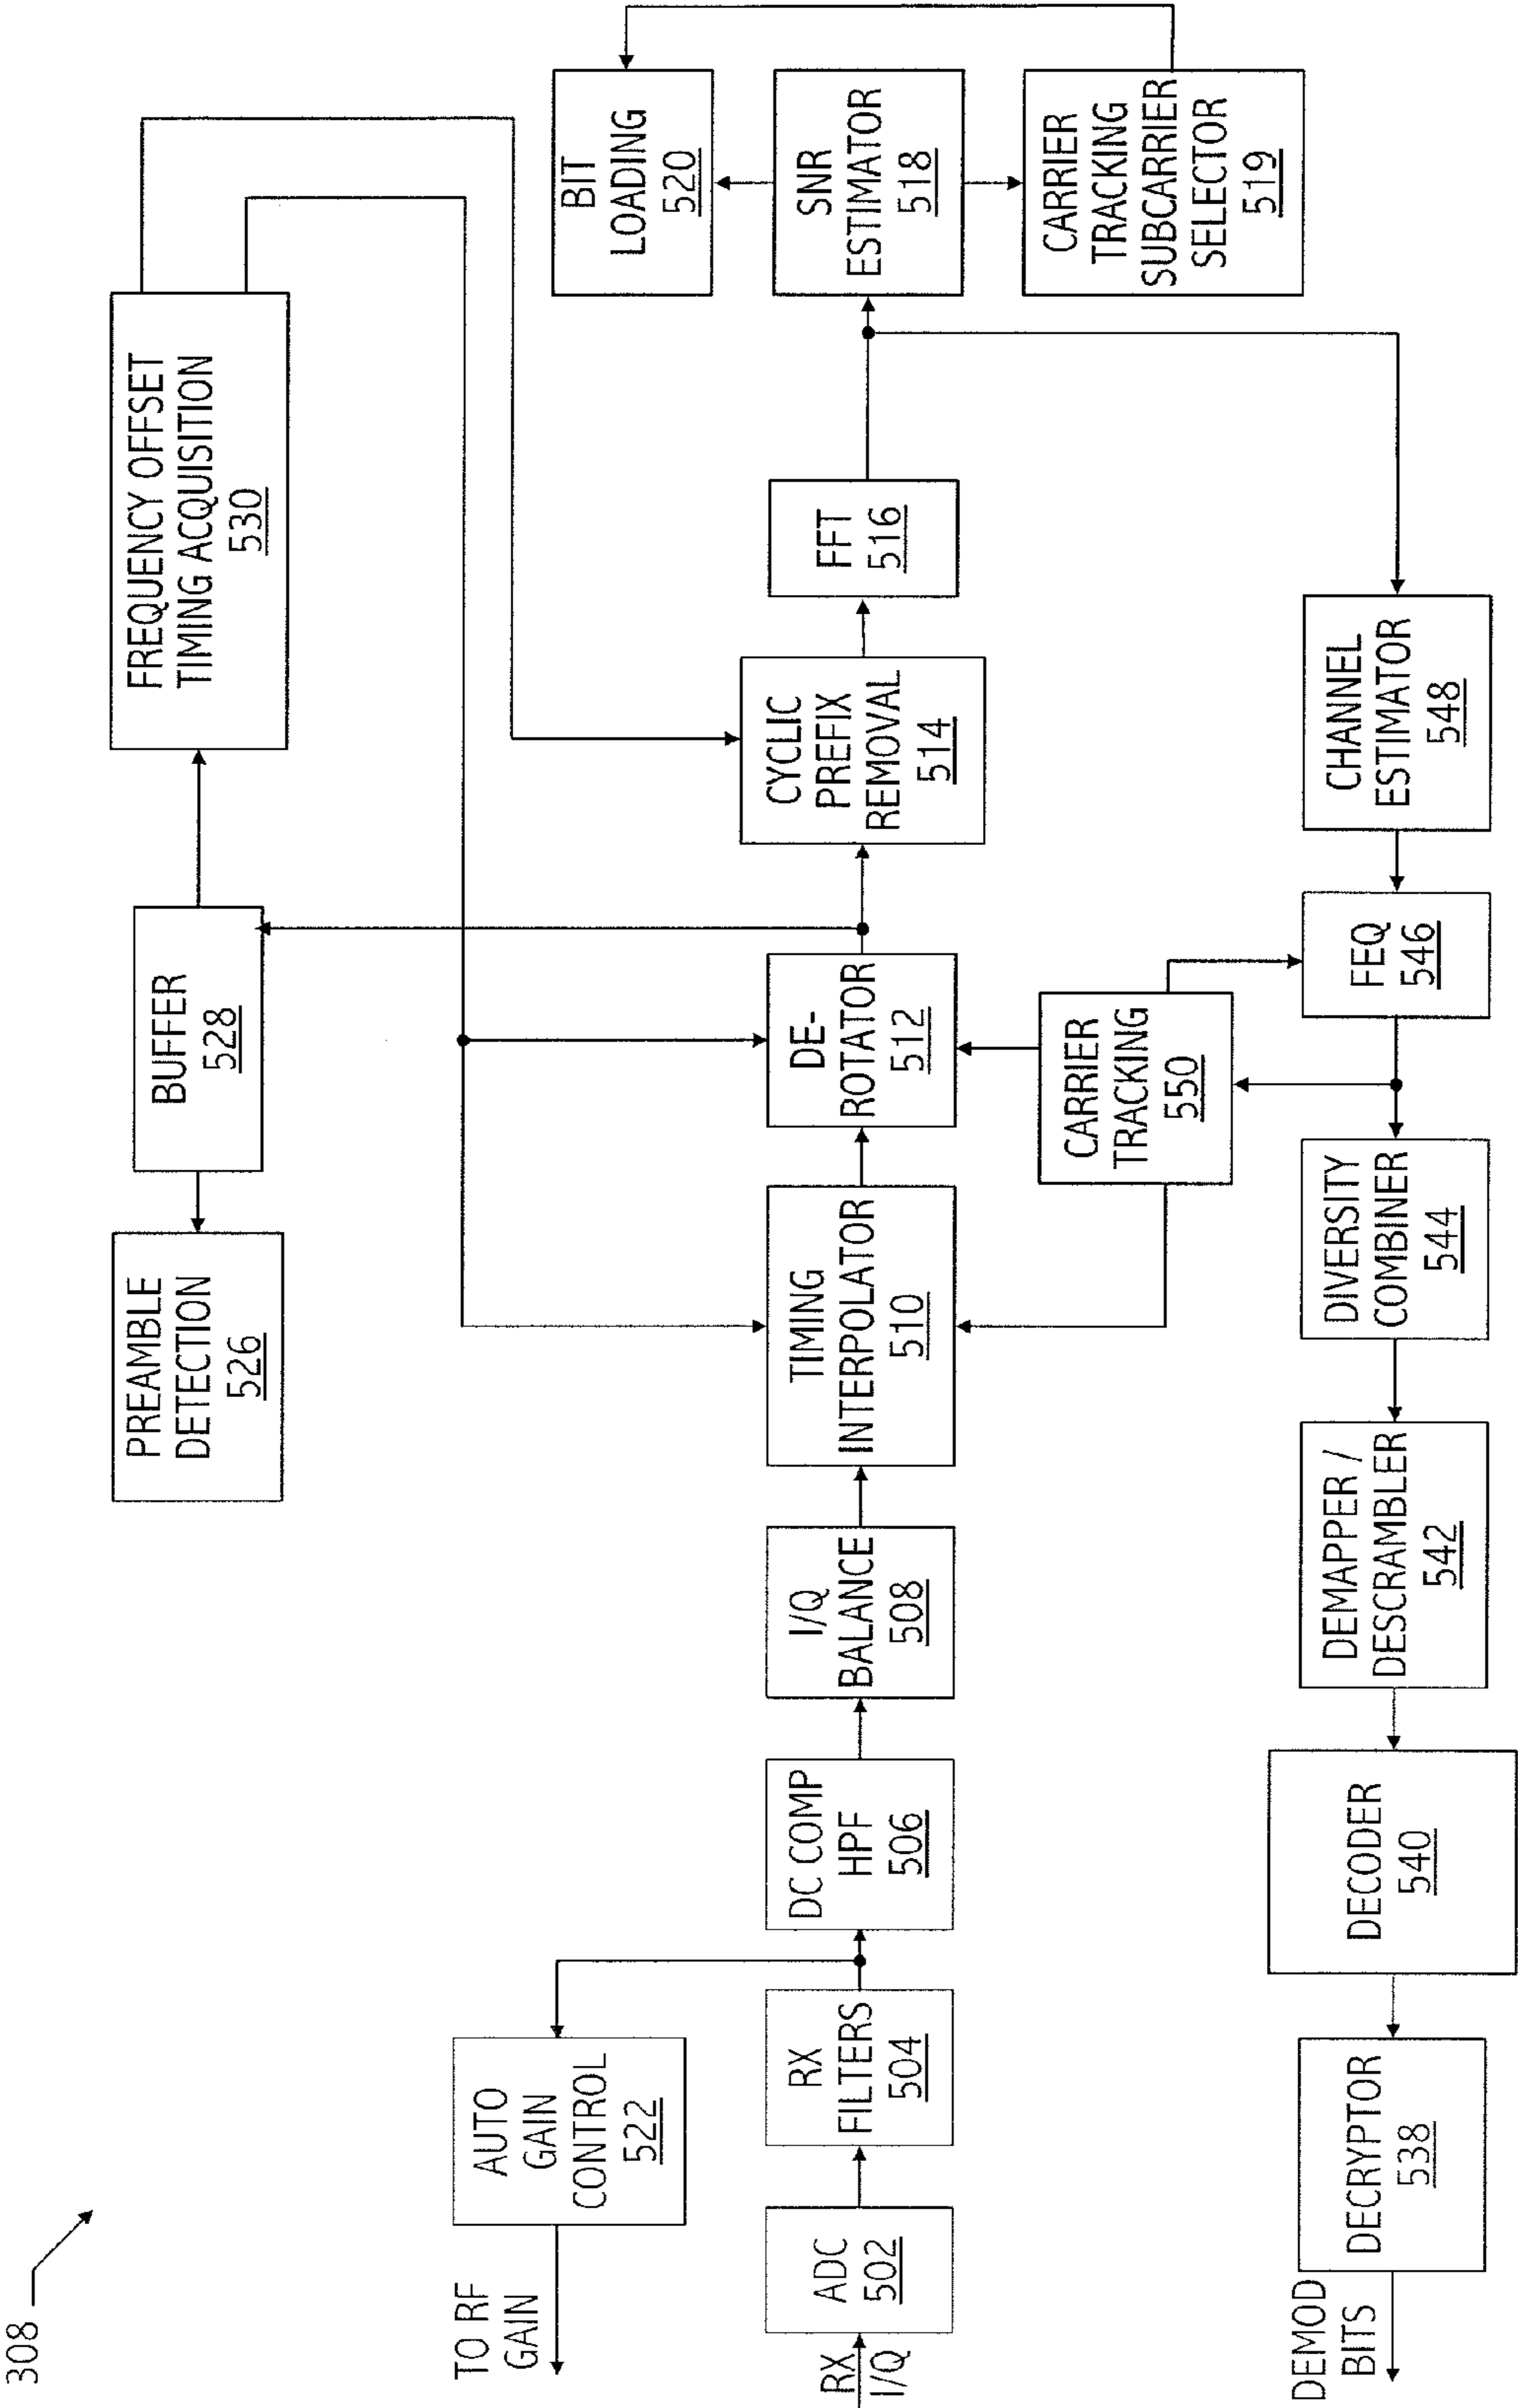 308
PREAMBLE
DETECTION
526
BUFFER
528
FREQUENCY OFFSET
TIMING ACQUISITION
530
TO RF
GAIN
AUTO
GAIN
CONTROL
522
RX
I/Q
ADC
502
RX
FILTERS
504
DC COMP
HPF
506
I/Q
BALANCE
508
TIMING
INTERPOLATOR
510
DE-
ROTATOR
512
CYCLIC
PREFIX
REMOVAL
514
FFT
516
BIT
LOADING
520
SNR
ESTIMATOR
518
CARRIER
TRACKING
SUBCARRIER
SELECTOR
519
CARRIER
TRACKING
550
DEMOD
BITS
DECRYPTOR
538
DECODER
540
DEMAPPER /
DESCRAMBLER
542
DIVERSITY
COMBINER
544
FEQ
546
CHANNEL
ESTIMATOR
548